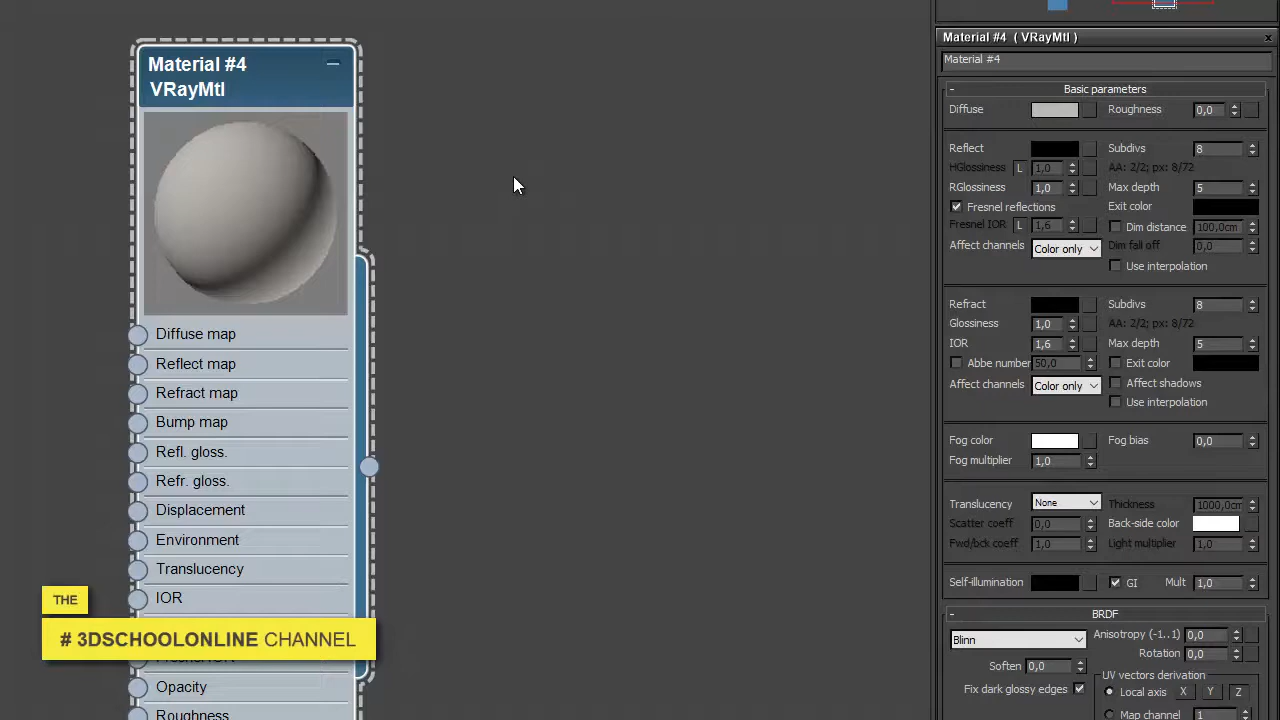 Material #4
VRayMtl
Diffuse map
Reflect map
Refract map
Bump map
Refl. gloss.
Refr. gloss.
Displacement
Environment
Translucency
IOR
THE
# 3DSCHOOLONLINE CHANNEL
Opacity
Roughness
Material #4 ( VRayMtl )
Material #4
Basic parameters
Diffuse Roughness 0,0
Reflect Subdivs 8
HGlossiness L 1,0 AA: 2/2; px: 8/72
RGlossiness 1,0 Max depth 5
Fresnel reflections Exit color
Fresnel IOR L 1,6 Dim distance 100,0cm
Affect channels Color only Dim fall off 0,0
Use interpolation
Refract Subdivs 8
Glossiness 1,0 AA: 2/2; px: 8/72
IOR 1,6 Max depth 5
Abbe number 50,0 Exit color
Affect channels Color only Affect shadows
Use interpolation
Fog color Fog bias 0,0
Fog multiplier 1,0
Translucency None Thickness 1000,0cm
Scatter coeff 0,0 Back-side color
Fwd/bck coeff 1,0 Light multiplier 1,0
Self-illumination GI Mult 1,0
BRDF
Blinn Anisotropy (-1..1) 0,0
Rotation 0,0
Soften 0,0
UV vectors derivation
Fix dark glossy edges Local axis X Y Z
Map channel 1